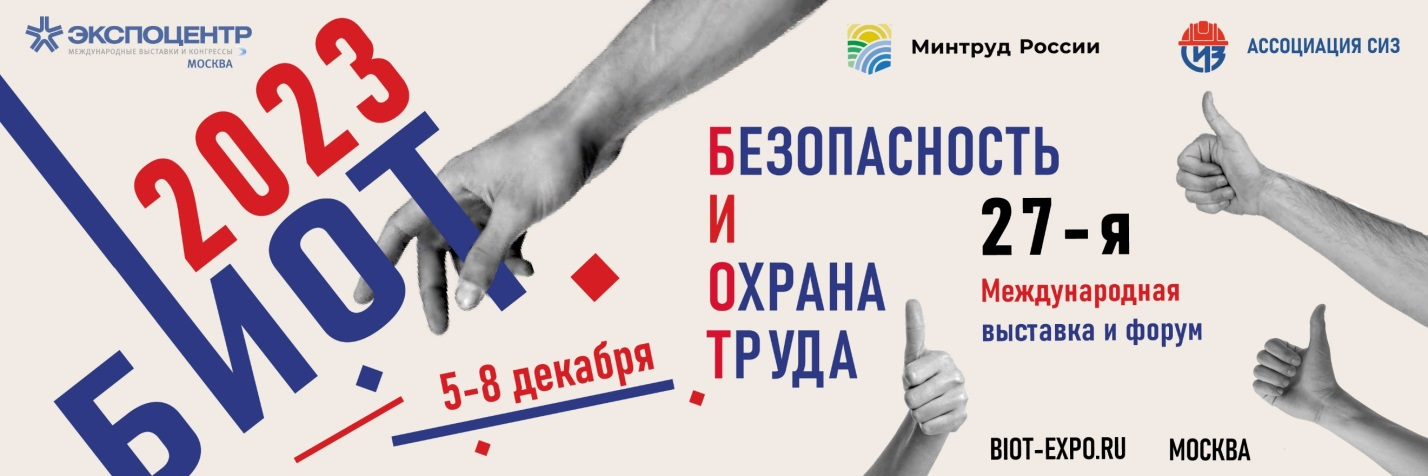 ЭКСПОЦЕНТР
МЕЖДУНАРОДНЫЕ ВЫСТАВКИ И КОНГРЕССЫ
МОСКВА
2023
БИОТ
5-8 декабря
Минтруд России
СИЗ
АССОЦИАЦИЯ СИЗ
БЕЗОПАСНОСТЬ
И
ОХРАНА
ТРУДА
27-я
Международная
выставка и форум
BIOT-EXPO.RU
МОСКВА